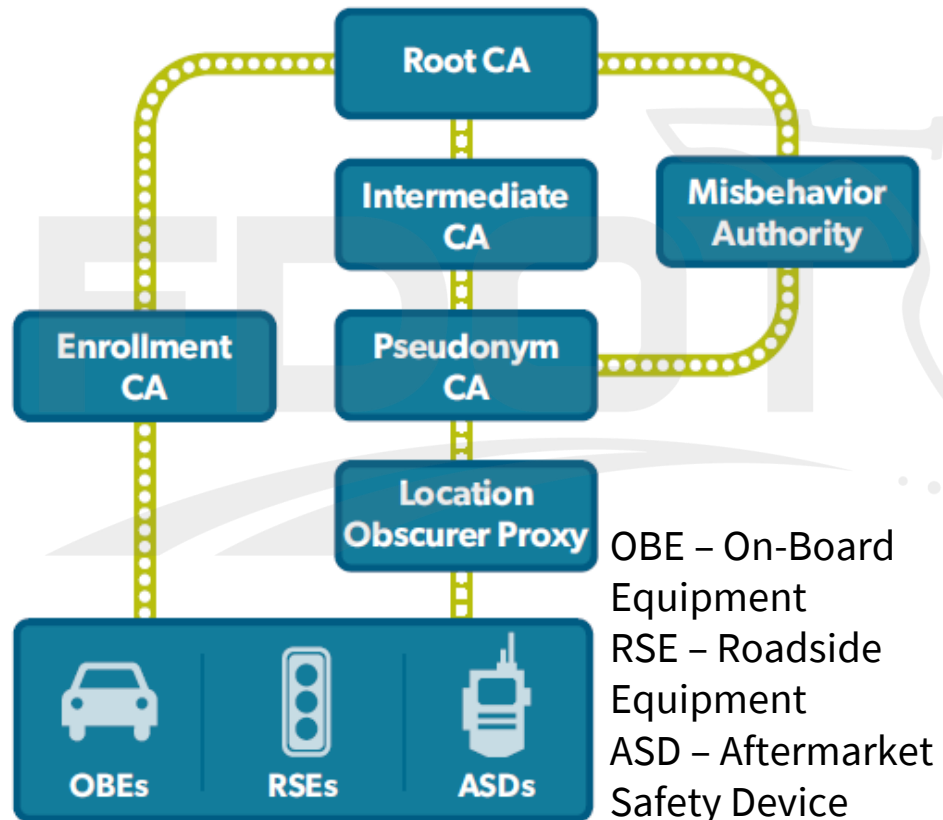 Root CA
Intermediate
CA
Misbehavior
Authority
Enrollment
CA
Pseudonym
CA
Location
Obscurer Proxy
OBEs
RSEs
ASDs
OBE – On-Board
Equipment
RSE – Roadside
Equipment
ASD – Aftermarket
Safety Device
FDOT